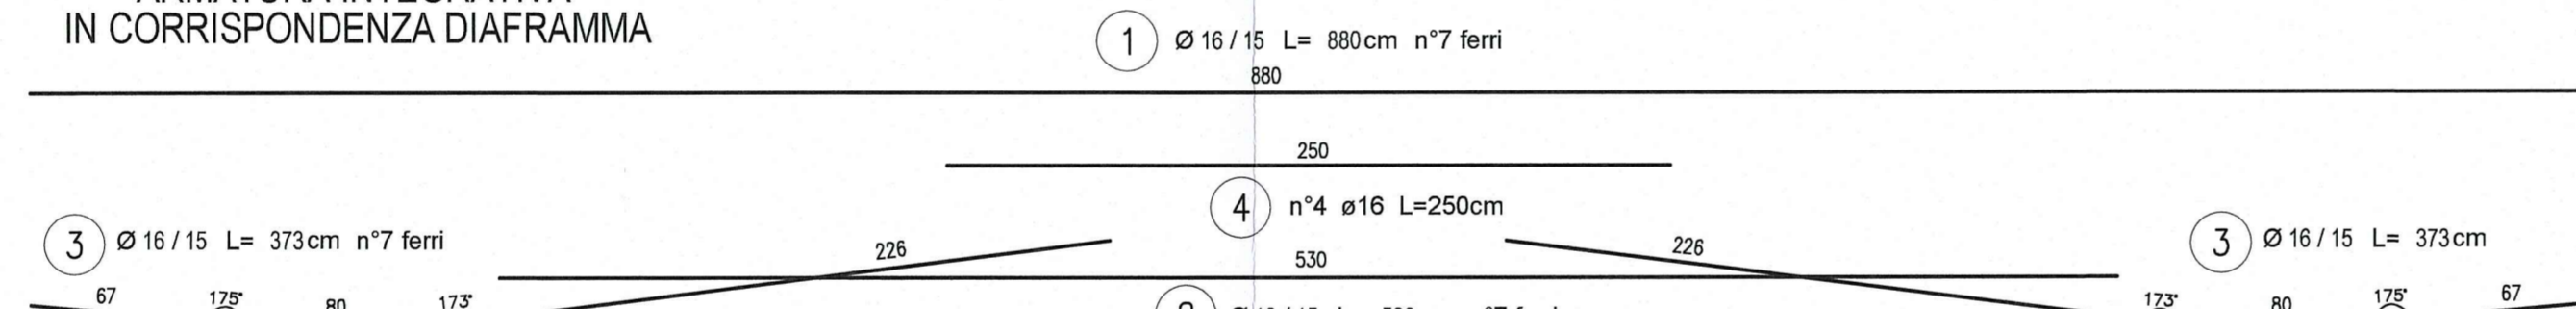 IN CORRISPONDENZA DIAFRAMMA
1 Ø 16 / 15 L= 880cm n°7 ferri
880
250
4 n°4 ø16 L=250cm
3 Ø 16 / 15 L= 373cm n°7 ferri
226
530
226
3 Ø 16 / 15 L= 373cm
67 175° 80 173°
173° 80 175° 67